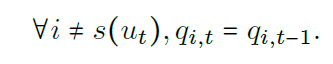 ∀i ≠ s(u_t), q_{i,t} = q_{i,t−1}.